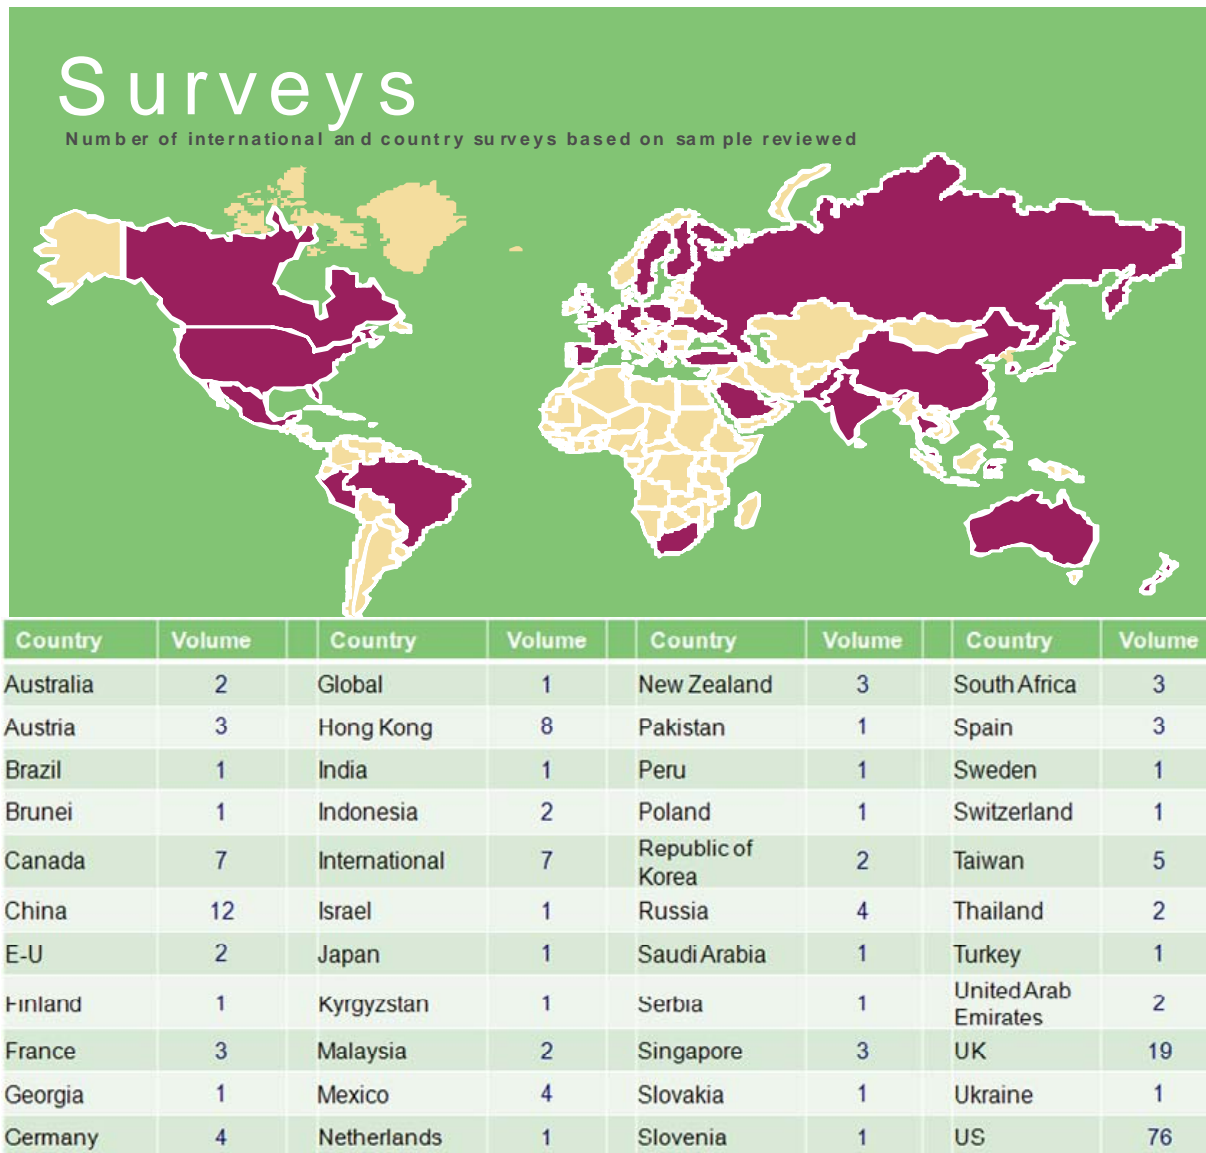 Surveys
Number of international and country surveys based on sample reviewed
Country Volume Country Volume Country Volume Country Volume
Australia 2 Global 1 New Zealand 3 South Africa 3
Austria 3 Hong Kong 8 Pakistan 1 Spain 3
Brazil 1 India 1 Peru 1 Sweden 1
Brunei 1 Indonesia 2 Poland 1 Switzerland 1
Canada 7 International 7 Republic of Korea 2 Taiwan 5
China 12 Israel 1 Russia 4 Thailand 2
E-U 2 Japan 1 Saudi Arabia 1 Turkey 1
Finland 1 Kyrgyzstan 1 Serbia 1 United Arab Emirates 2
France 3 Malaysia 2 Singapore 3 UK 19
Georgia 1 Mexico 4 Slovakia 1 Ukraine 1
Germany 4 Netherlands 1 Slovenia 1 US 76